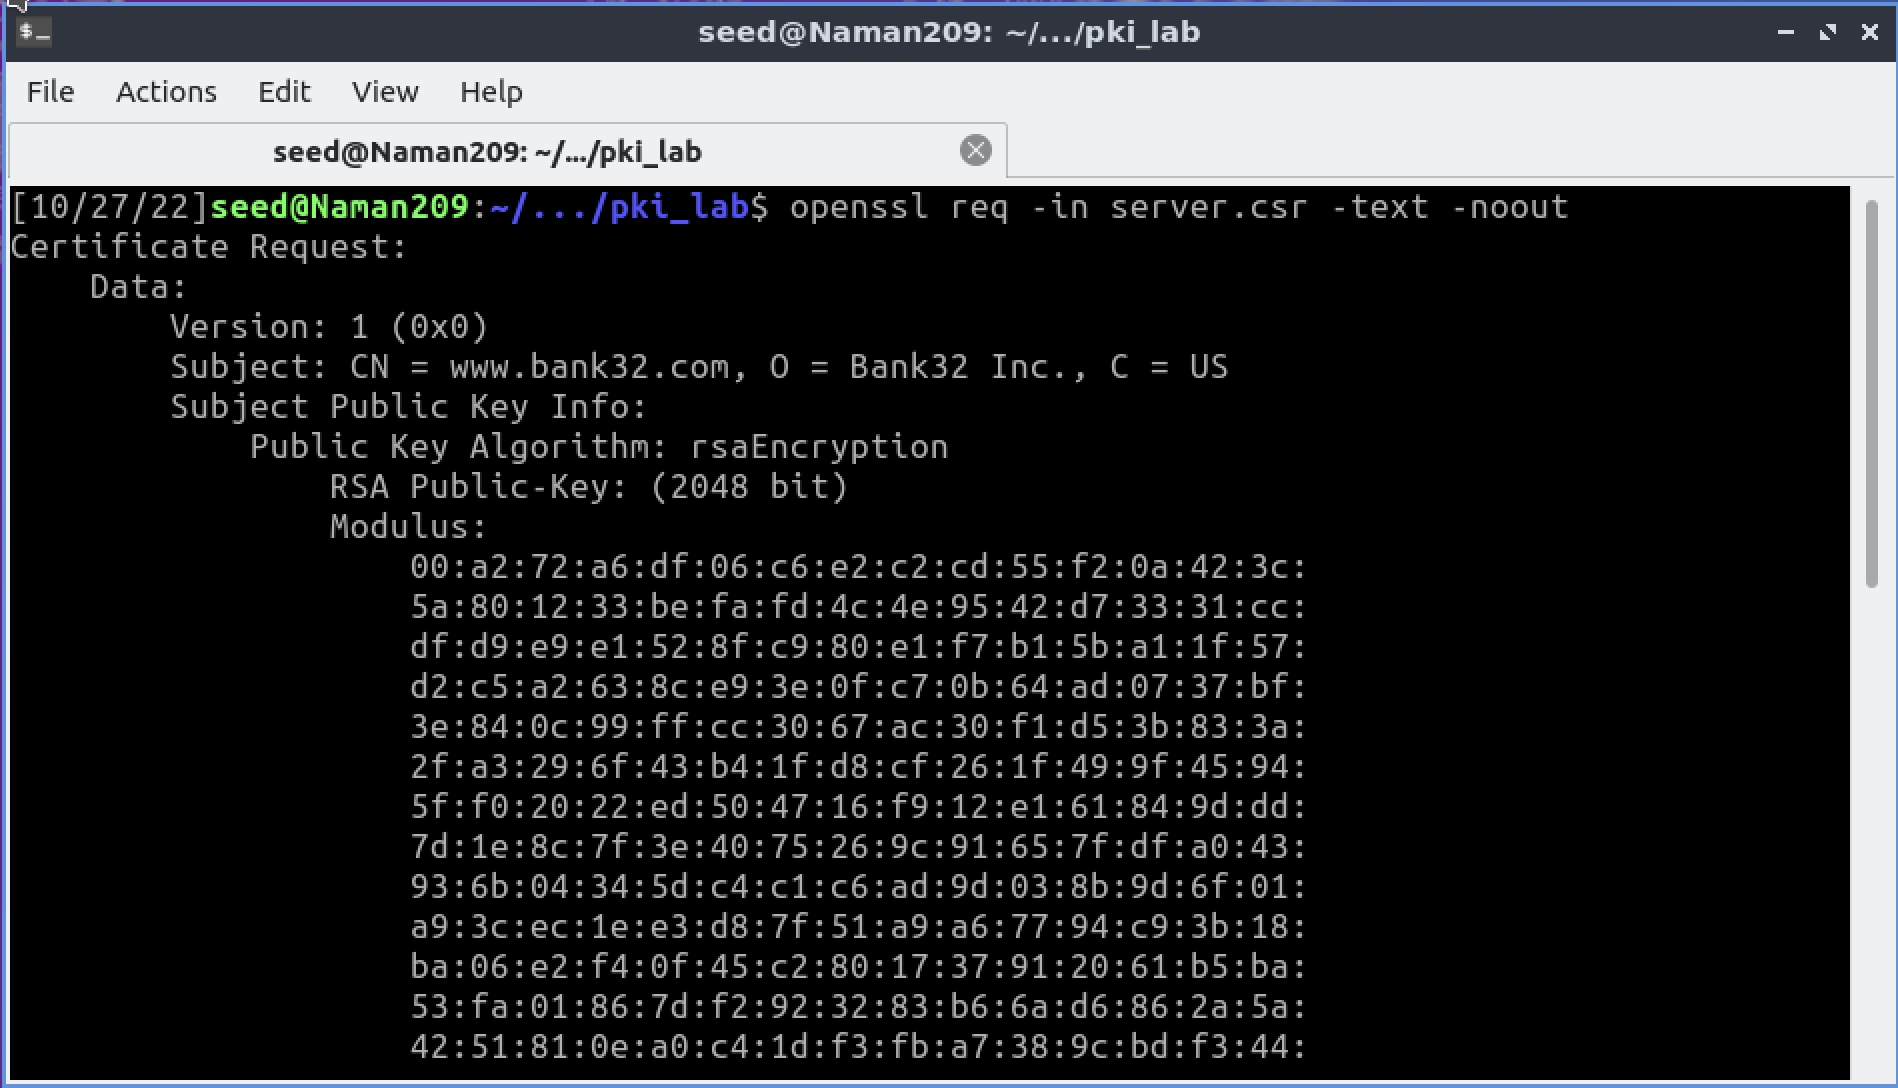 seed@Naman209: ~/.../pki_lab
File Actions Edit View Help
seed@Naman209: ~/.../pki_lab
[10/27/22]seed@Naman209:~/.../pki_lab$ openssl req -in server.csr -text -noout
Certificate Request:
    Data:
        Version: 1 (0x0)
        Subject: CN = www.bank32.com, O = Bank32 Inc., C = US
        Subject Public Key Info:
            Public Key Algorithm: rsaEncryption
                RSA Public-Key: (2048 bit)
                Modulus:
                    00:a2:72:a6:df:06:c6:e2:c2:cd:55:f2:0a:42:3c:
                    5a:80:12:33:be:fa:fd:4c:4e:95:42:d7:33:31:cc:
                    df:d9:e9:e1:52:8f:c9:80:e1:f7:b1:5b:a1:1f:57:
                    d2:c5:a2:63:8c:e9:3e:0f:c7:0b:64:ad:07:37:bf:
                    3e:84:0c:99:ff:cc:30:67:ac:30:f1:d5:3b:83:3a:
                    2f:a3:29:6f:43:b4:1f:d8:cf:26:1f:49:9f:45:94:
                    5f:f0:20:22:ed:50:47:16:f9:12:e1:61:84:9d:dd:
                    7d:1e:8c:7f:3e:40:75:26:9c:91:65:7f:df:a0:43:
                    93:6b:04:34:5d:c4:c1:c6:ad:9d:03:8b:9d:6f:01:
                    a9:3c:ec:1e:e3:d8:7f:51:a9:a6:77:94:c9:3b:18:
                    ba:06:e2:f4:0f:45:c2:80:17:37:91:20:61:b5:ba:
                    53:fa:01:86:7d:f2:92:32:83:b6:6a:d6:86:2a:5a:
                    42:51:81:0e:a0:c4:1d:f3:fb:a7:38:9c:bd:f3:44: